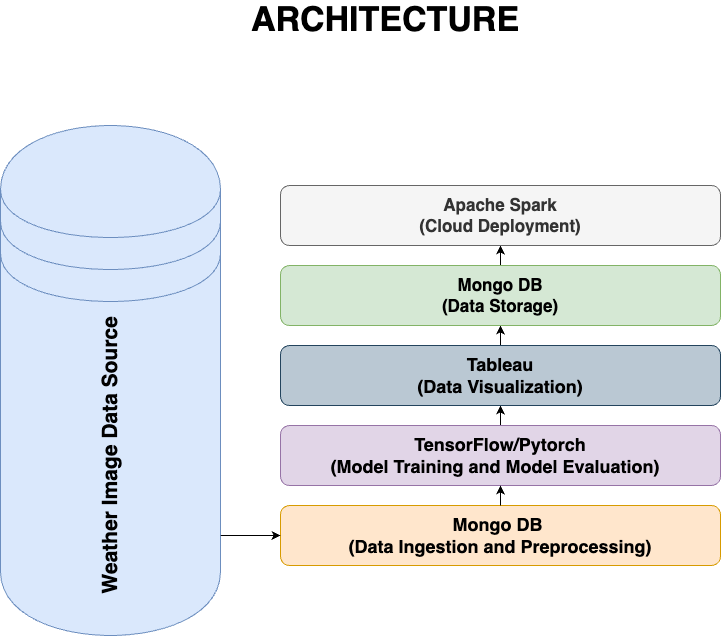 ARCHITECTURE
Weather Image Data Source
Apache Spark
(Cloud Deployment)
Mongo DB
(Data Storage)
Tableau
(Data Visualization)
TensorFlow/Pytorch
(Model Training and Model Evaluation)
Mongo DB
(Data Ingestion and Preprocessing)